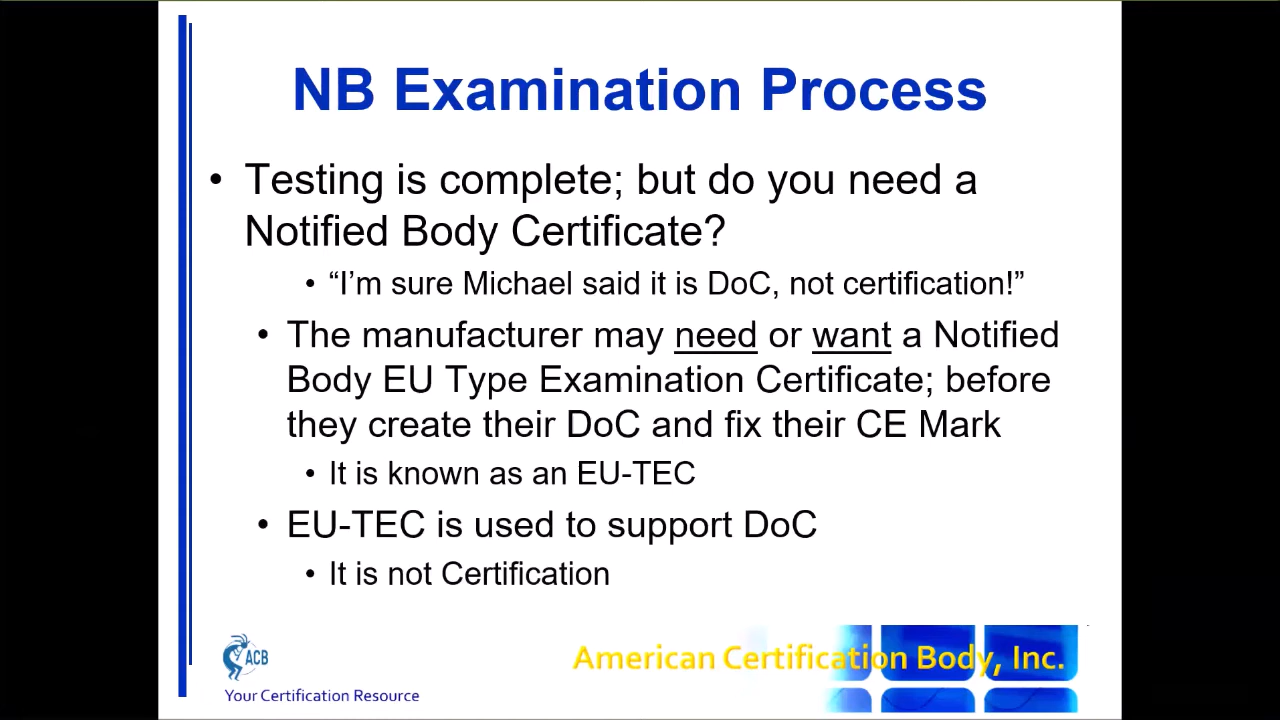 NB Examination Process
• Testing is complete; but do you need a
Notified Body Certificate?
• “I’m sure Michael said it is DoC, not certification!”
• The manufacturer may need or want a Notified
Body EU Type Examination Certificate; before
they create their DoC and fix their CE Mark
• It is known as an EU-TEC
• EU-TEC is used to support DoC
• It is not Certification
ACB
American Certification Body, Inc.
Your Certification Resource